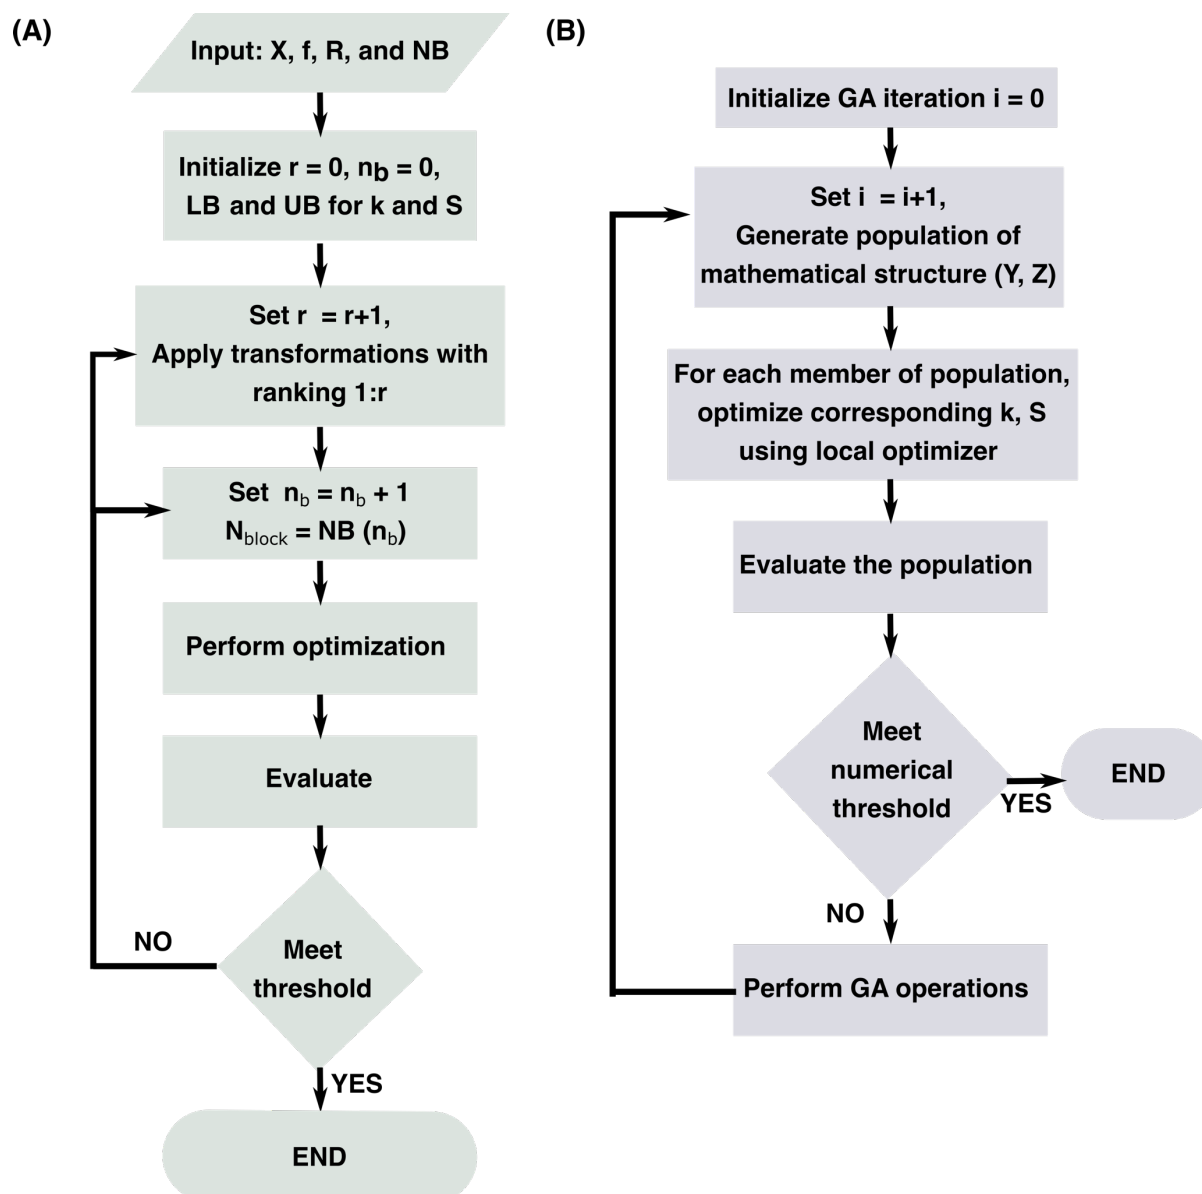 (A)
Input: X, f, R, and NB
Initialize r = 0, nb = 0,
LB and UB for k and S
Set r = r+1,
Apply transformations with
ranking 1:r
Set nb = nb + 1
Nblock = NB (nb)
Perform optimization
Evaluate
NO
Meet
threshold
YES
END
(B)
Initialize GA iteration i = 0
Set i = i+1,
Generate population of
mathematical structure (Y, Z)
For each member of population,
optimize corresponding k, S
using local optimizer
Evaluate the population
Meet
numerical
threshold
YES
END
NO
Perform GA operations